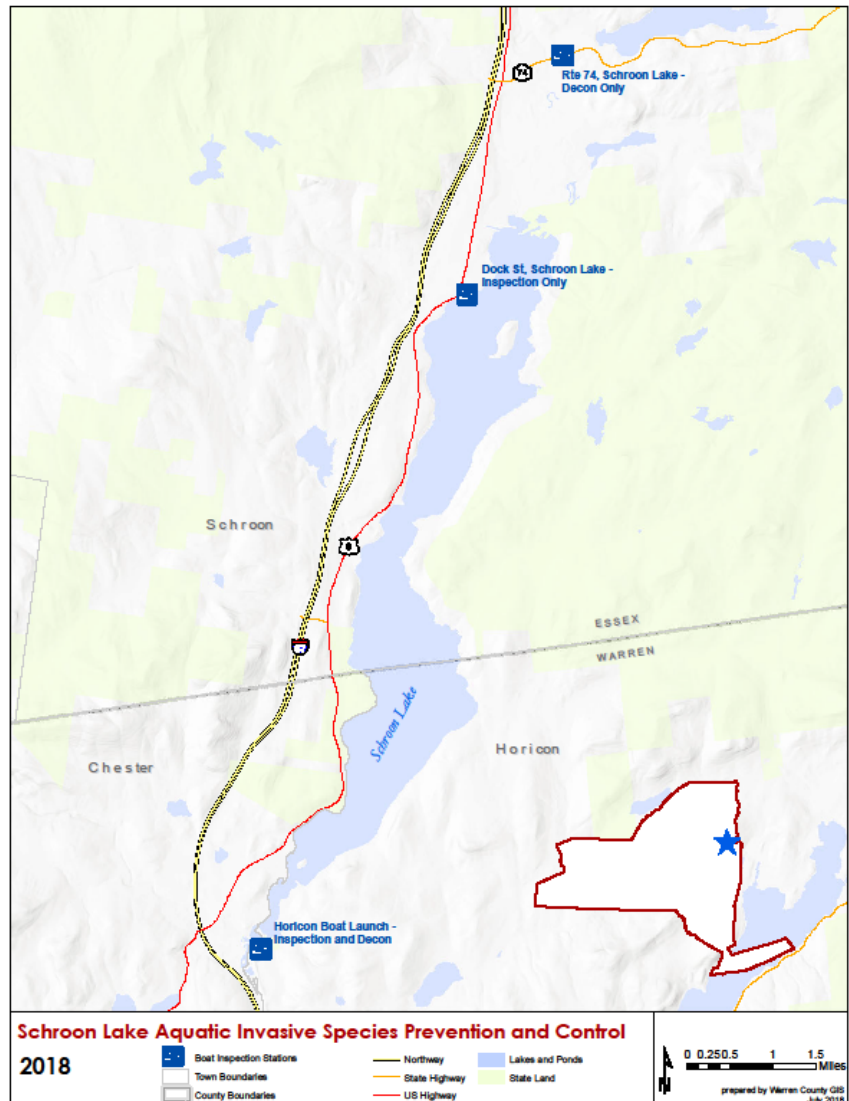 74
Rte 74, Schroon Lake -
Decon Only
Dock St, Schroon Lake -
Inspection Only
Schroon
ESSEX
WARREN
Schroon Lake
Horicon
Chester
Horicon Boat Launch -
Inspection and Decon
Schroon Lake Aquatic Invasive Species Prevention and Control
2018
Boat Inspection Stations
Town Boundaries
County Boundaries
Northway
State Highway
US Highway
Lakes and Ponds
State Land
N
0 0.25 0.5 1 1.5
Miles
prepared by Warren County GIS
July 2018